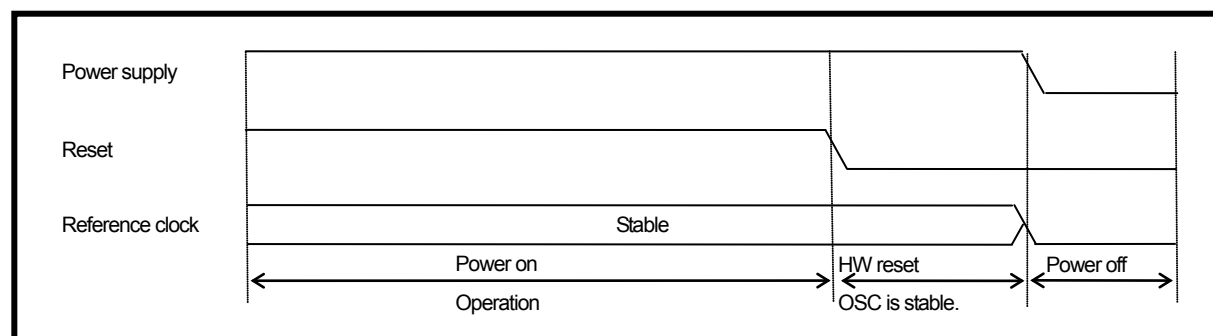 Power supply
Reset
Reference clock
Stable
Power on
HW reset
Power off
Operation
OSC is stable.